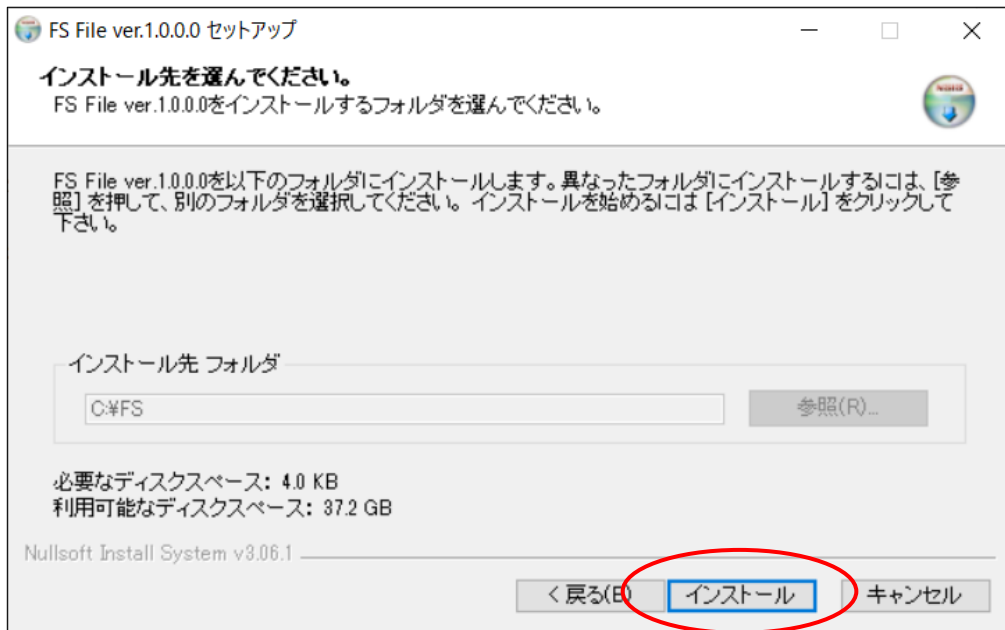 FS File ver.1.0.0.0 セットアップ
インストール先を選んでください。
FS File ver.1.0.0.0をインストールするフォルダを選んでください。
FS File ver.1.0.0.0を以下のフォルダにインストールします。異なったフォルダにインストールするには、[参
照] を押して、別のフォルダを選択してください。インストールを始めるには [インストール] をクリックして
下さい。
インストール先 フォルダ
C:¥FS
参照(R)...
必要なディスクスペース: 4.0 KB
利用可能なディスクスペース: 37.2 GB
Nullsoft Install System v3.06.1
< 戻る(B)
インストール
キャンセル